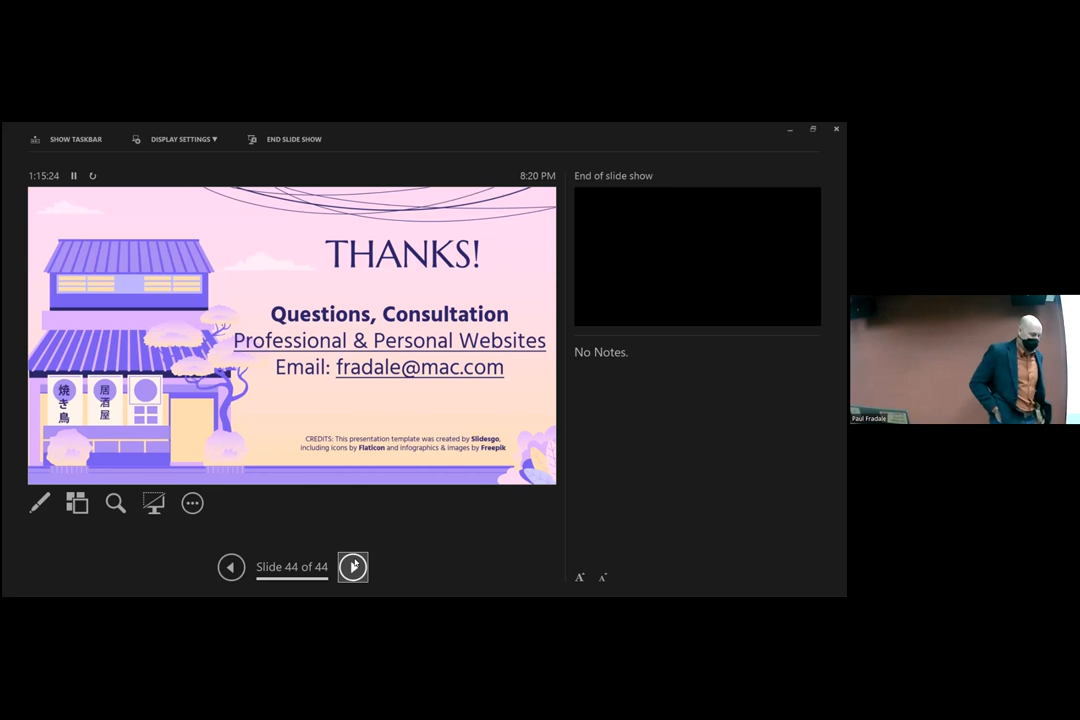 SHOW TASKBAR
DISPLAY SETTINGS ▼
END SLIDE SHOW
1:15:24
8:20 PM
End of slide show
THANKS!
Questions, Consultation
Professional & Personal Websites
Email: fradale@mac.com
焼き鳥
居酒屋
CREDITS: This presentation template was created by Slidesgo,
including icons by Flaticon and infographics & images by Freepik
No Notes.
Slide 44 of 44
A A
Paul Fradale